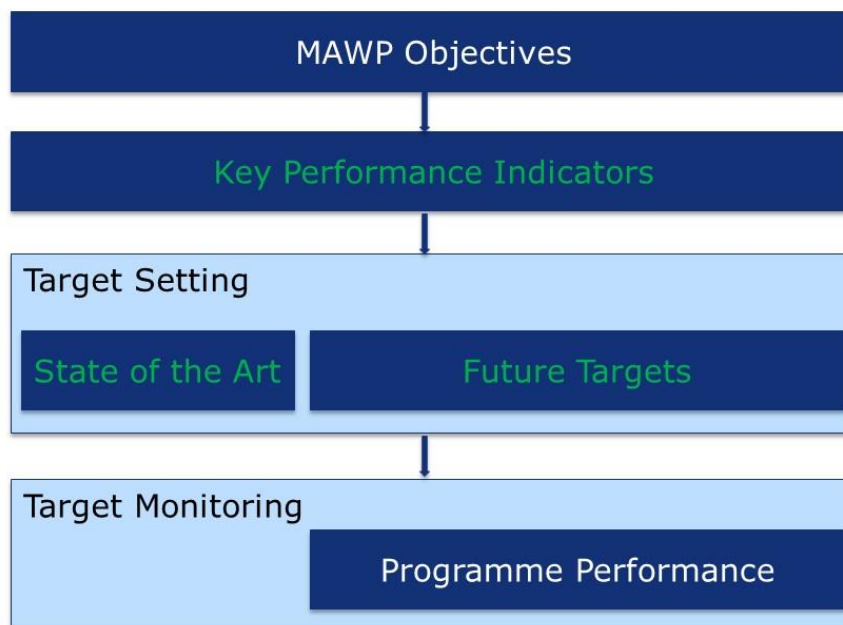 MAWP Objectives
Key Performance Indicators
Target Setting
State of the Art
Future Targets
Target Monitoring
Programme Performance